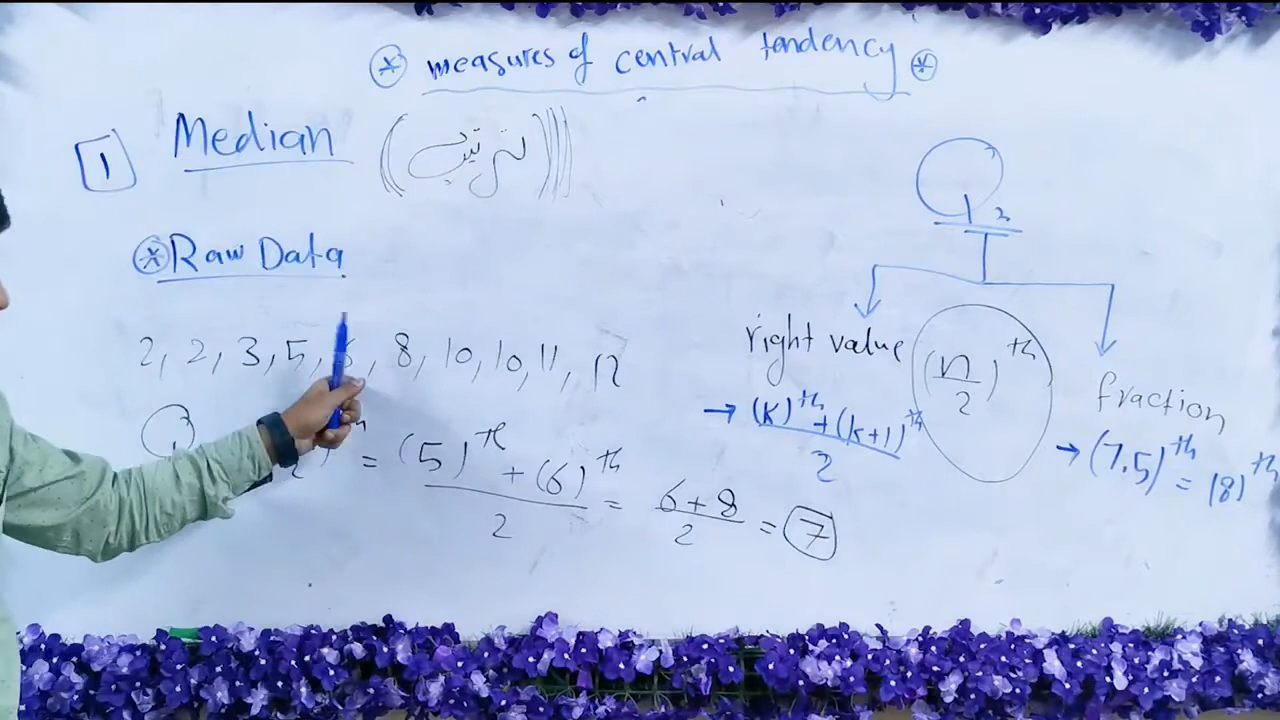 * measures of central tendency *
1 Median (ترتيب)
* Raw Data
2, 2, 3, 5, 6, 8, 10, 10, 11, 12
= (5)^th + (6)^th / 2 = 6+8 / 2 = 7
Q_2
right value
→ (k)^th + (k+1)^th / 2
(n/2)^th
fraction
→ (7.5)^th = (8)^th